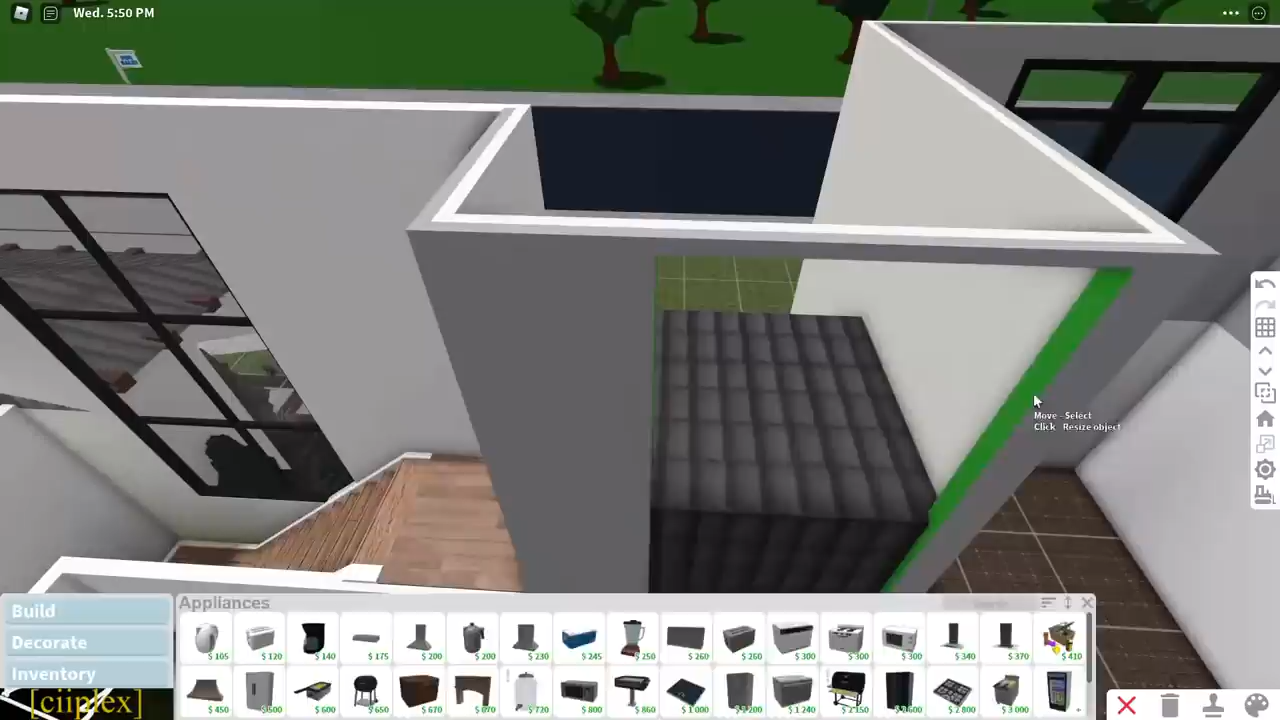 Wed. 5:50 PM
Move - Select
Click Resize object
Build
Decorate
Inventory
Appliances
$ 105
$ 120
$ 140
$ 175
$ 200
$ 200
$ 230
$ 245
$ 250
$ 260
$ 260
$ 300
$ 300
$ 300
$ 340
$ 370
$ 410
$ 450
$ 600
$ 650
$ 670
$ 720
$ 800
$ 860
$ 1 000
$ 1 240
$ 2 150
$ 2 800
$ 3 000
[ciiplex]